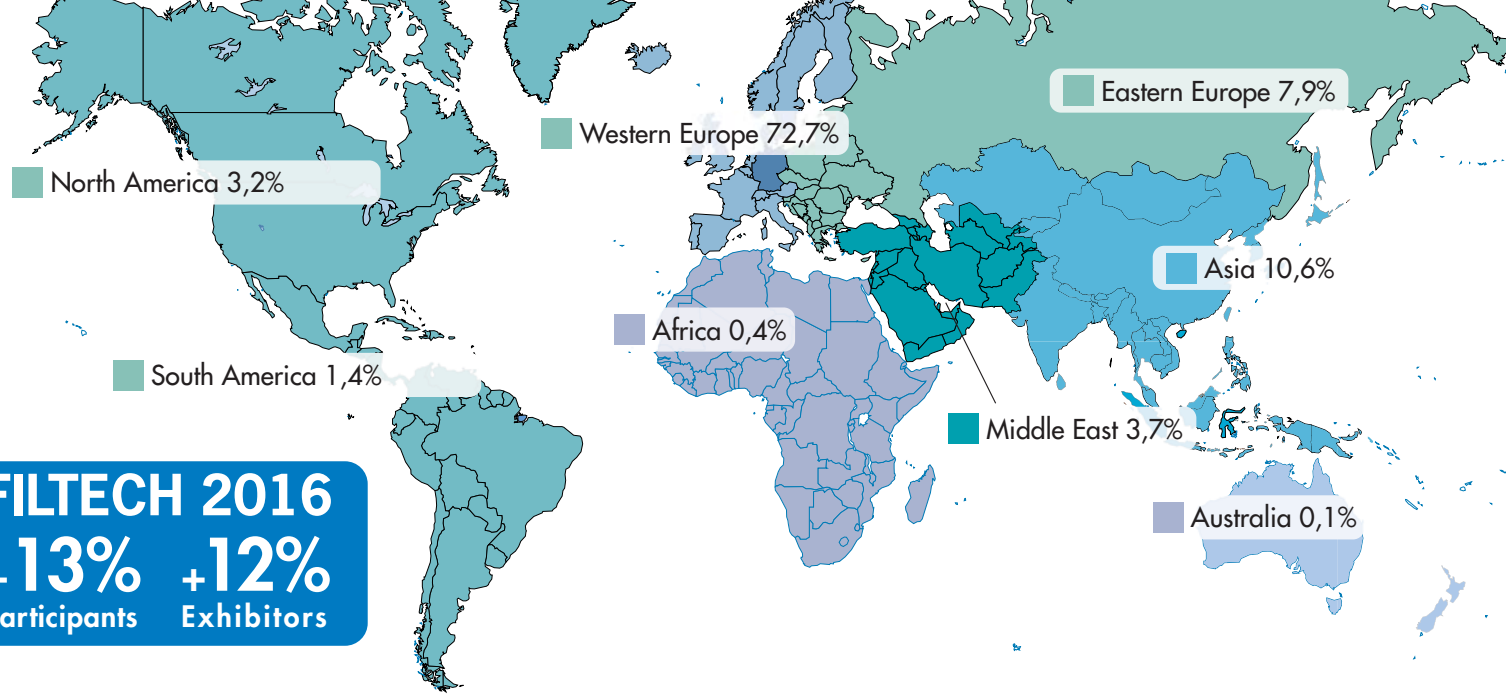 Eastern Europe 7,9%
Western Europe 72,7%
North America 3,2%
Asia 10,6%
Africa 0,4%
South America 1,4%
Middle East 3,7%
FILTECH 2016
Australia 0,1%
13% +12%
articipants Exhibitors